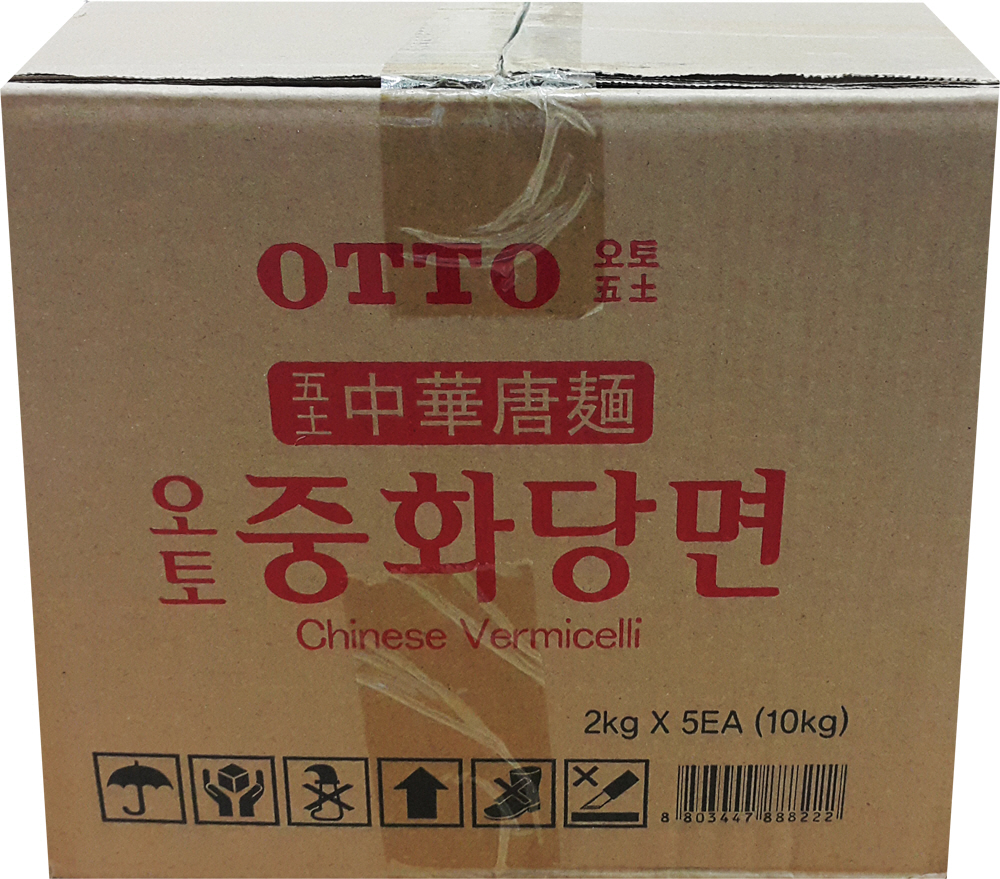 OTTO 오토
五土
五土 中華唐麵
오토 중화당면
Chinese Vermicelli
2kg X 5EA (10kg)
8 803447 888222